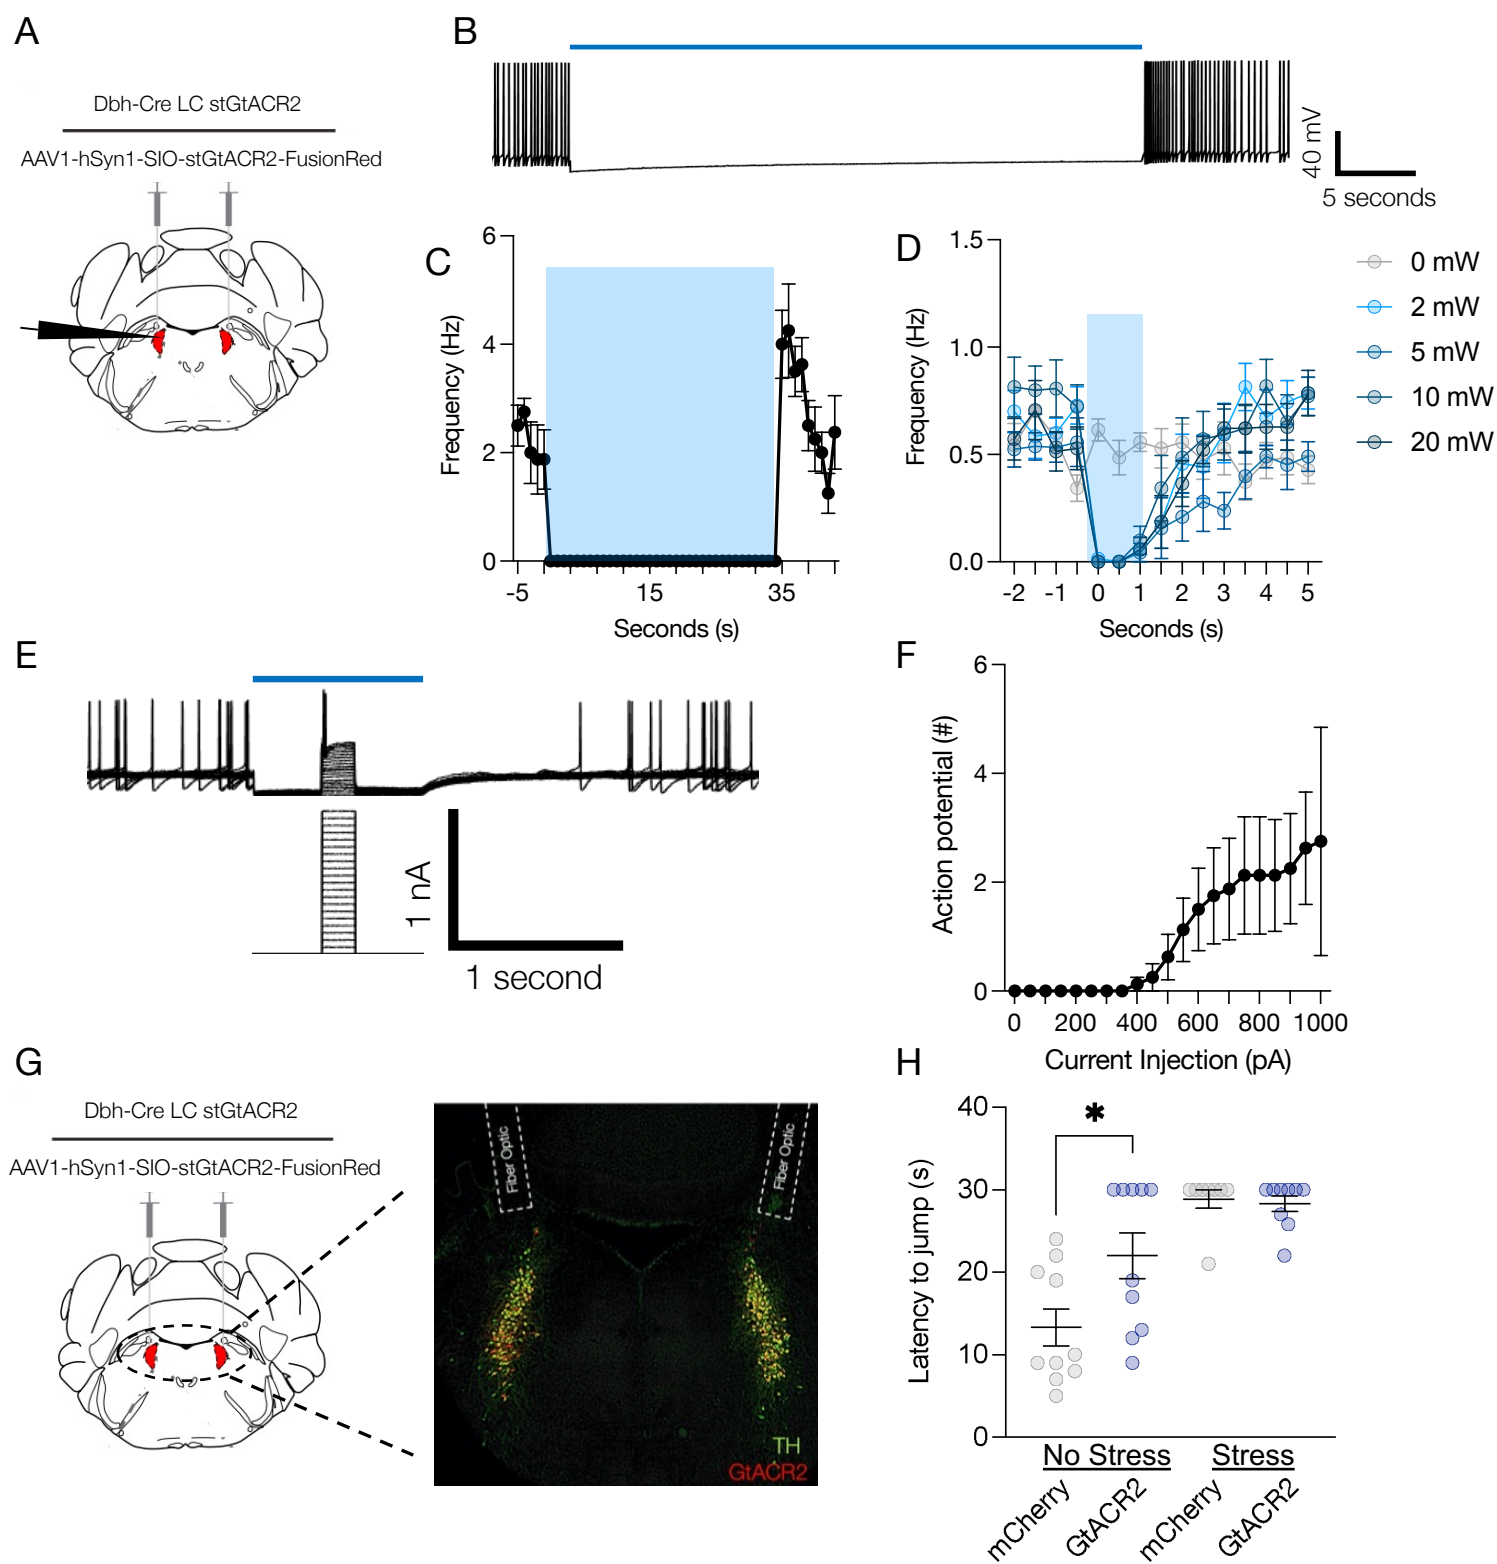 A
Dbh-Cre LC stGtACR2
AAV1-hSyn1-SIO-stGtACR2-FusionRed
B
40 mV
5 seconds
C
6
4
2
0
Frequency (Hz)
-5
15
35
Seconds (s)
D
1.5
1.0
0.5
0.0
Frequency (Hz)
-2
-1
0
1
2
3
4
5
Seconds (s)
0 mW
2 mW
5 mW
10 mW
20 mW
E
1 nA
1 second
F
6
4
2
0
Action potential (#)
0
200
400
600
800
1000
Current Injection (pA)
G
Dbh-Cre LC stGtACR2
AAV1-hSyn1-SIO-stGtACR2-FusionRed
Fiber Optic
Fiber Optic
TH
GtACR2
H
40
30
20
10
0
Latency to jump (s)
*
No Stress
Stress
mCherry
GtACR2
mCherry
GtACR2